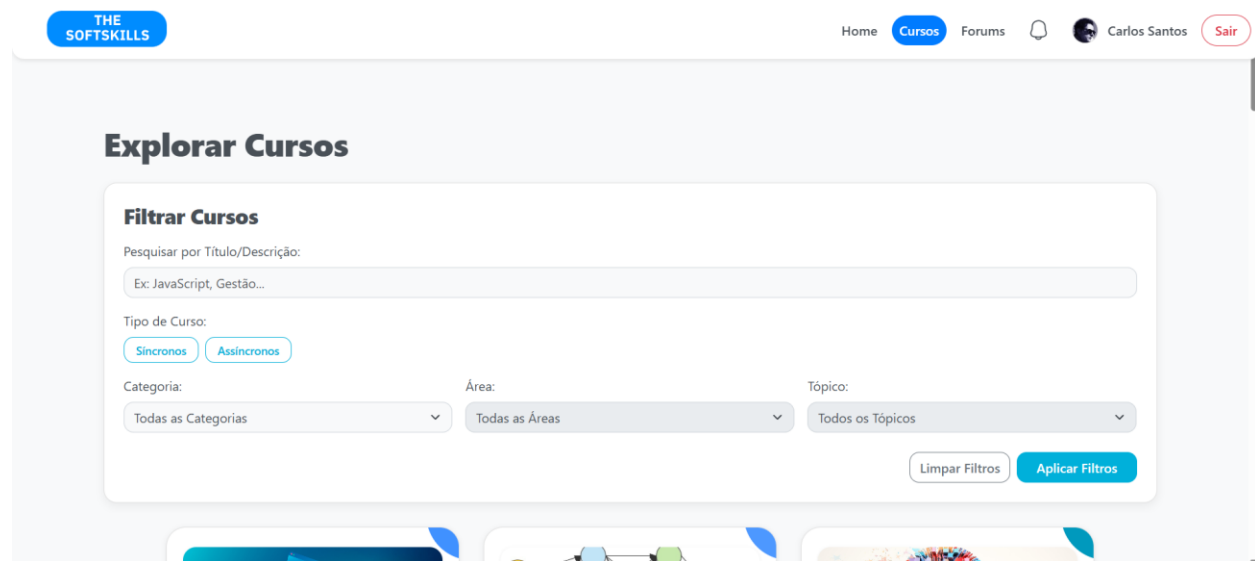 THE
SOFTSKILLS
Home
Cursos
Forums
Carlos Santos
Sair
Explorar Cursos
Filtrar Cursos
Pesquisar por Título/Descrição:
Ex: JavaScript, Gestão...
Tipo de Curso:
Síncronos
Assíncronos
Categoria:
Área:
Tópico:
Todas as Categorias
Todas as Áreas
Todos os Tópicos
Limpar Filtros
Aplicar Filtros